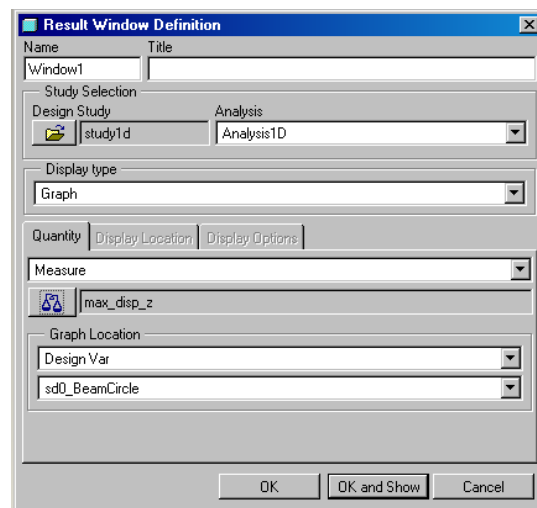 Result Window Definition
Name Title
Window1
Study Selection
Design Study Analysis
study1d Analysis1D
Display type
Graph
Quantity Display Location Display Options
Measure
max_disp_z
Graph Location
Design Var
sd0_BeamCircle
OK OK and Show Cancel